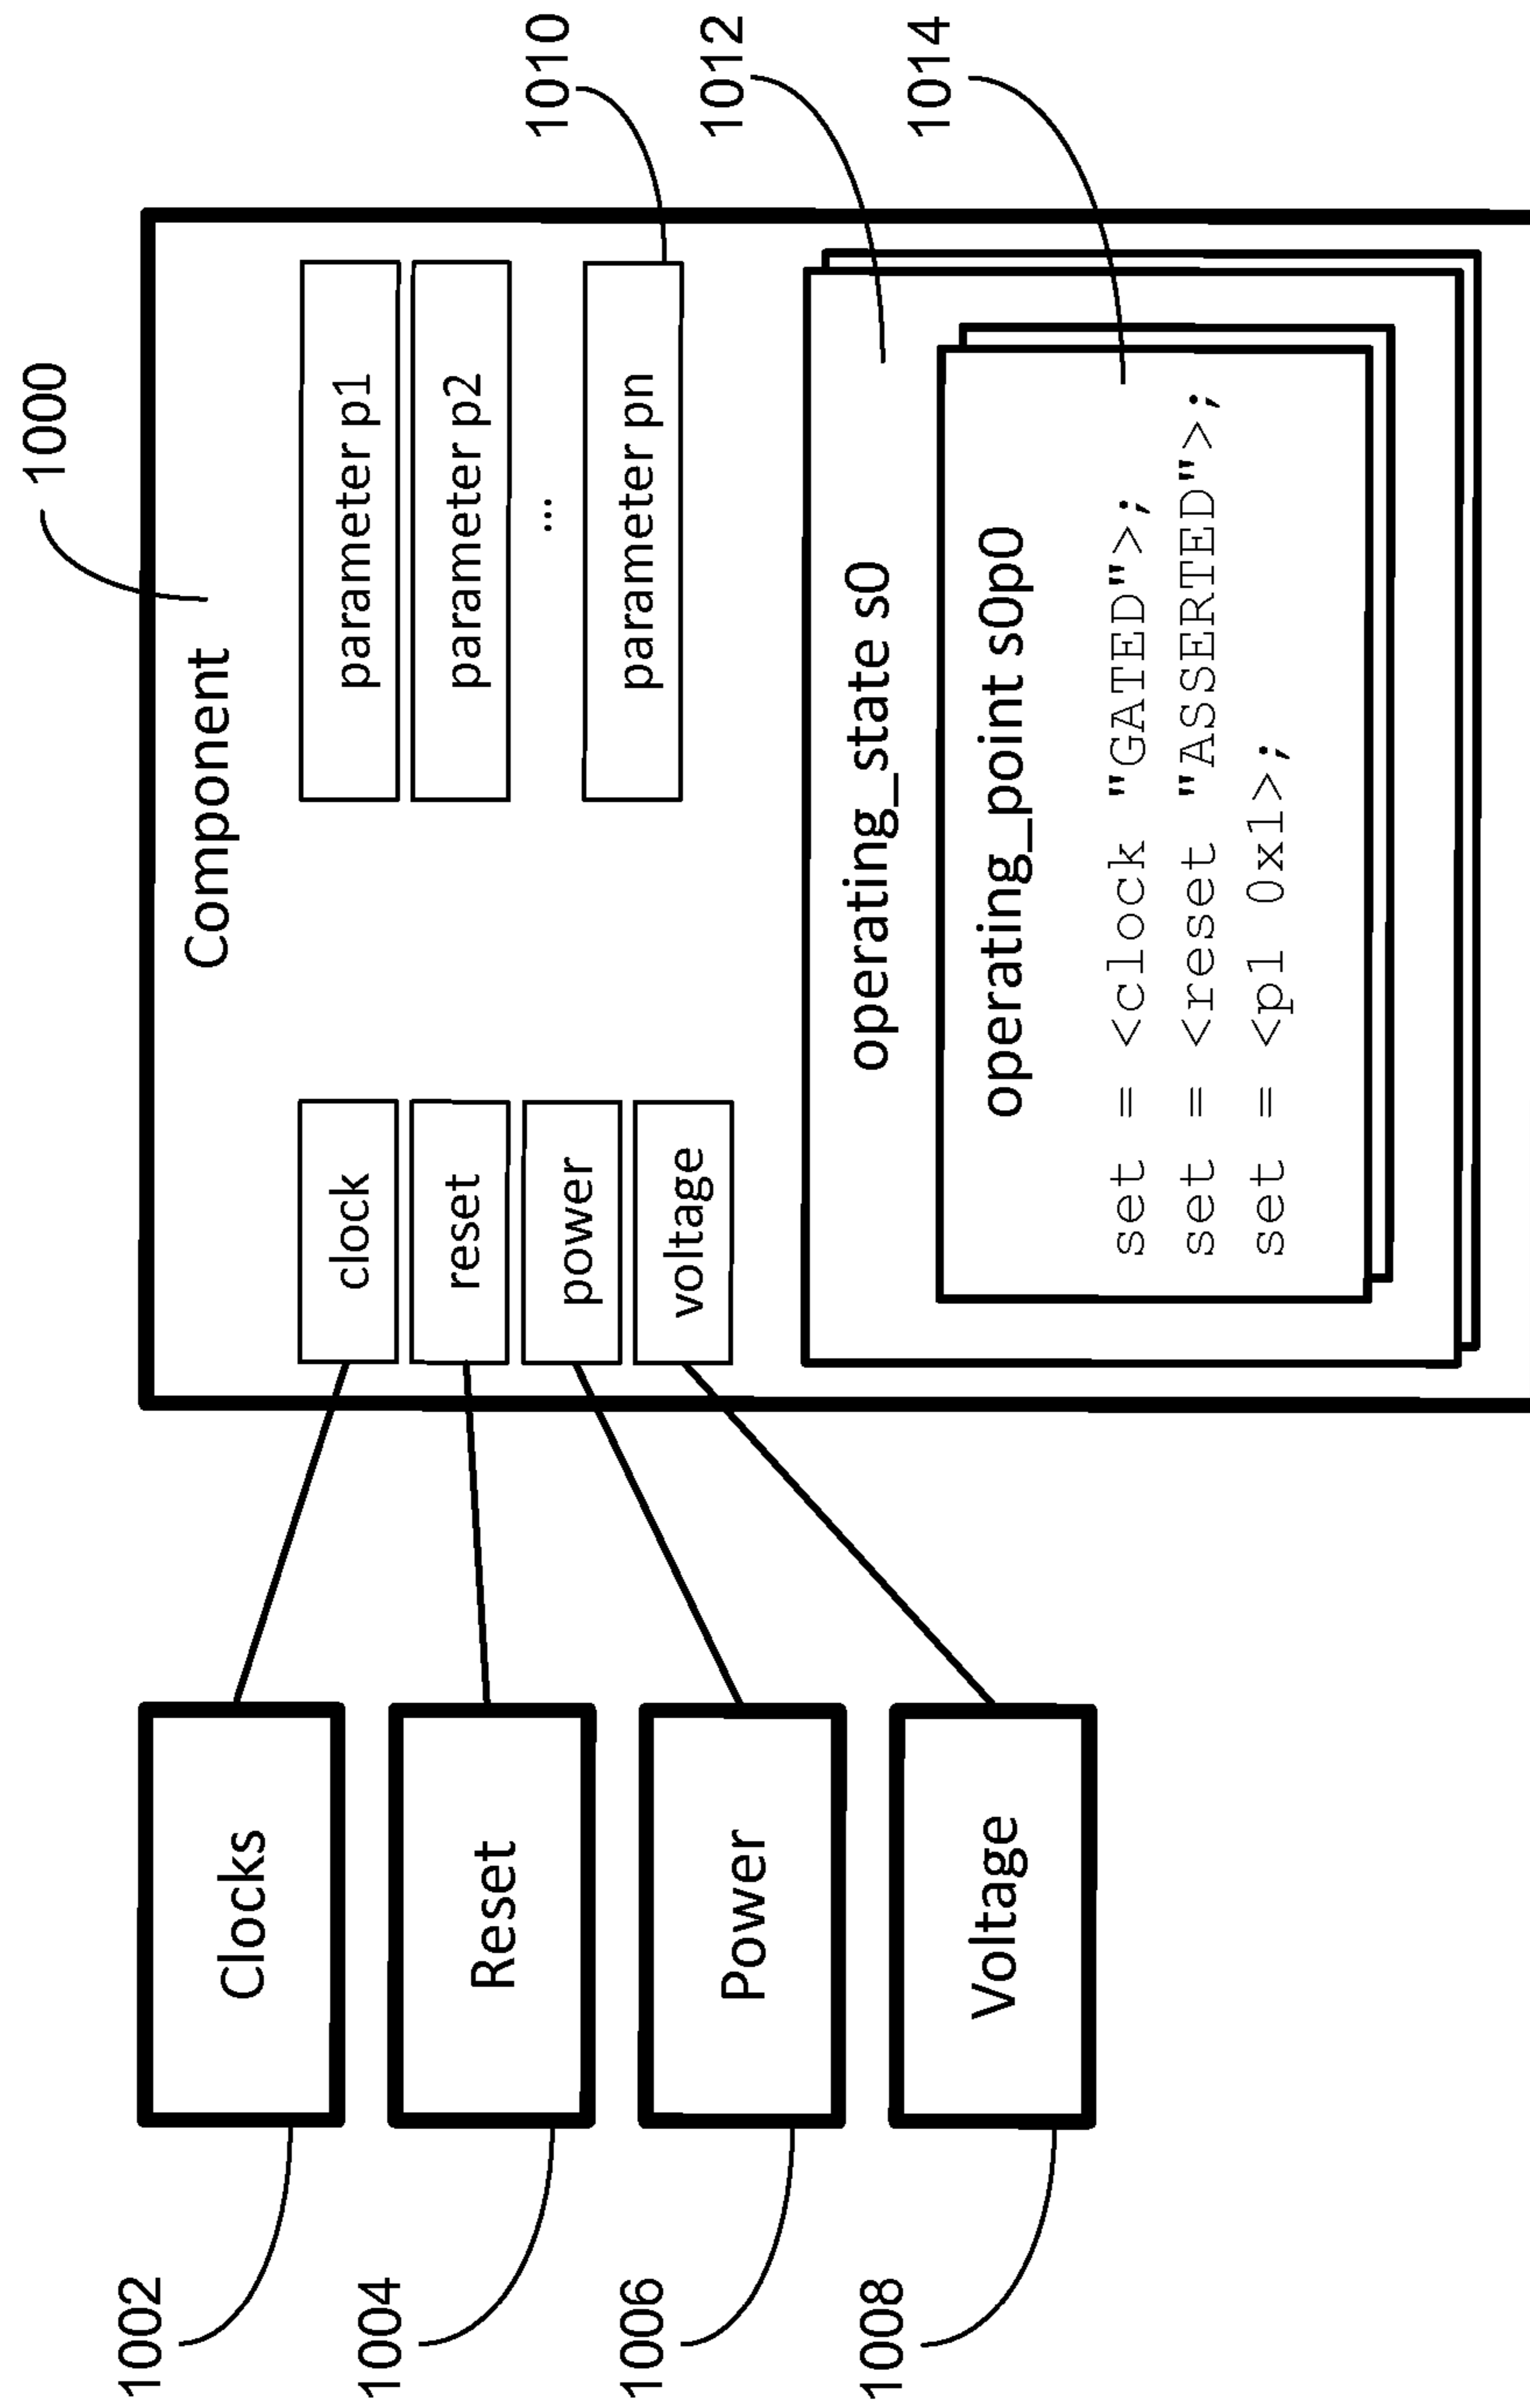 1000
Component
1002
Clocks
clock
parameter p1
1004
Reset
reset
parameter p2
...
1010
1006
Power
power
parameter pn
voltage
1012
1008
Voltage
operating_state s0
1014
operating_point s0p0
set = <clock "GATED">;
set = <reset "ASSERTED">;
set = <p1 0x1>;